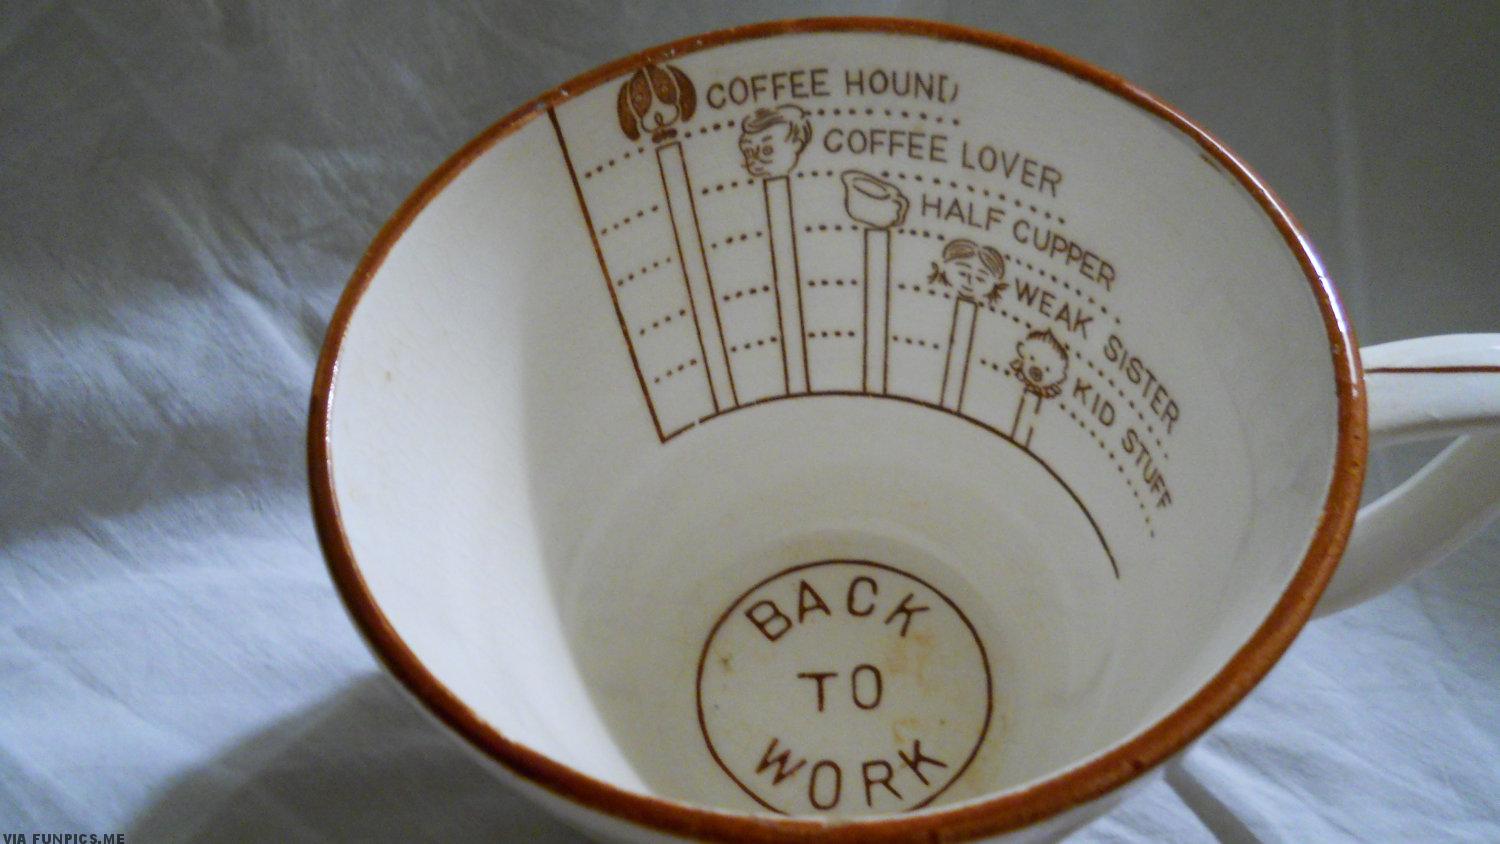 COFFEE HOUND
COFFEE LOVER
HALF CUPPER
WEAK SISTER
KID STUFF
BACK
TO
WORK
VIA FUNPICS.ME